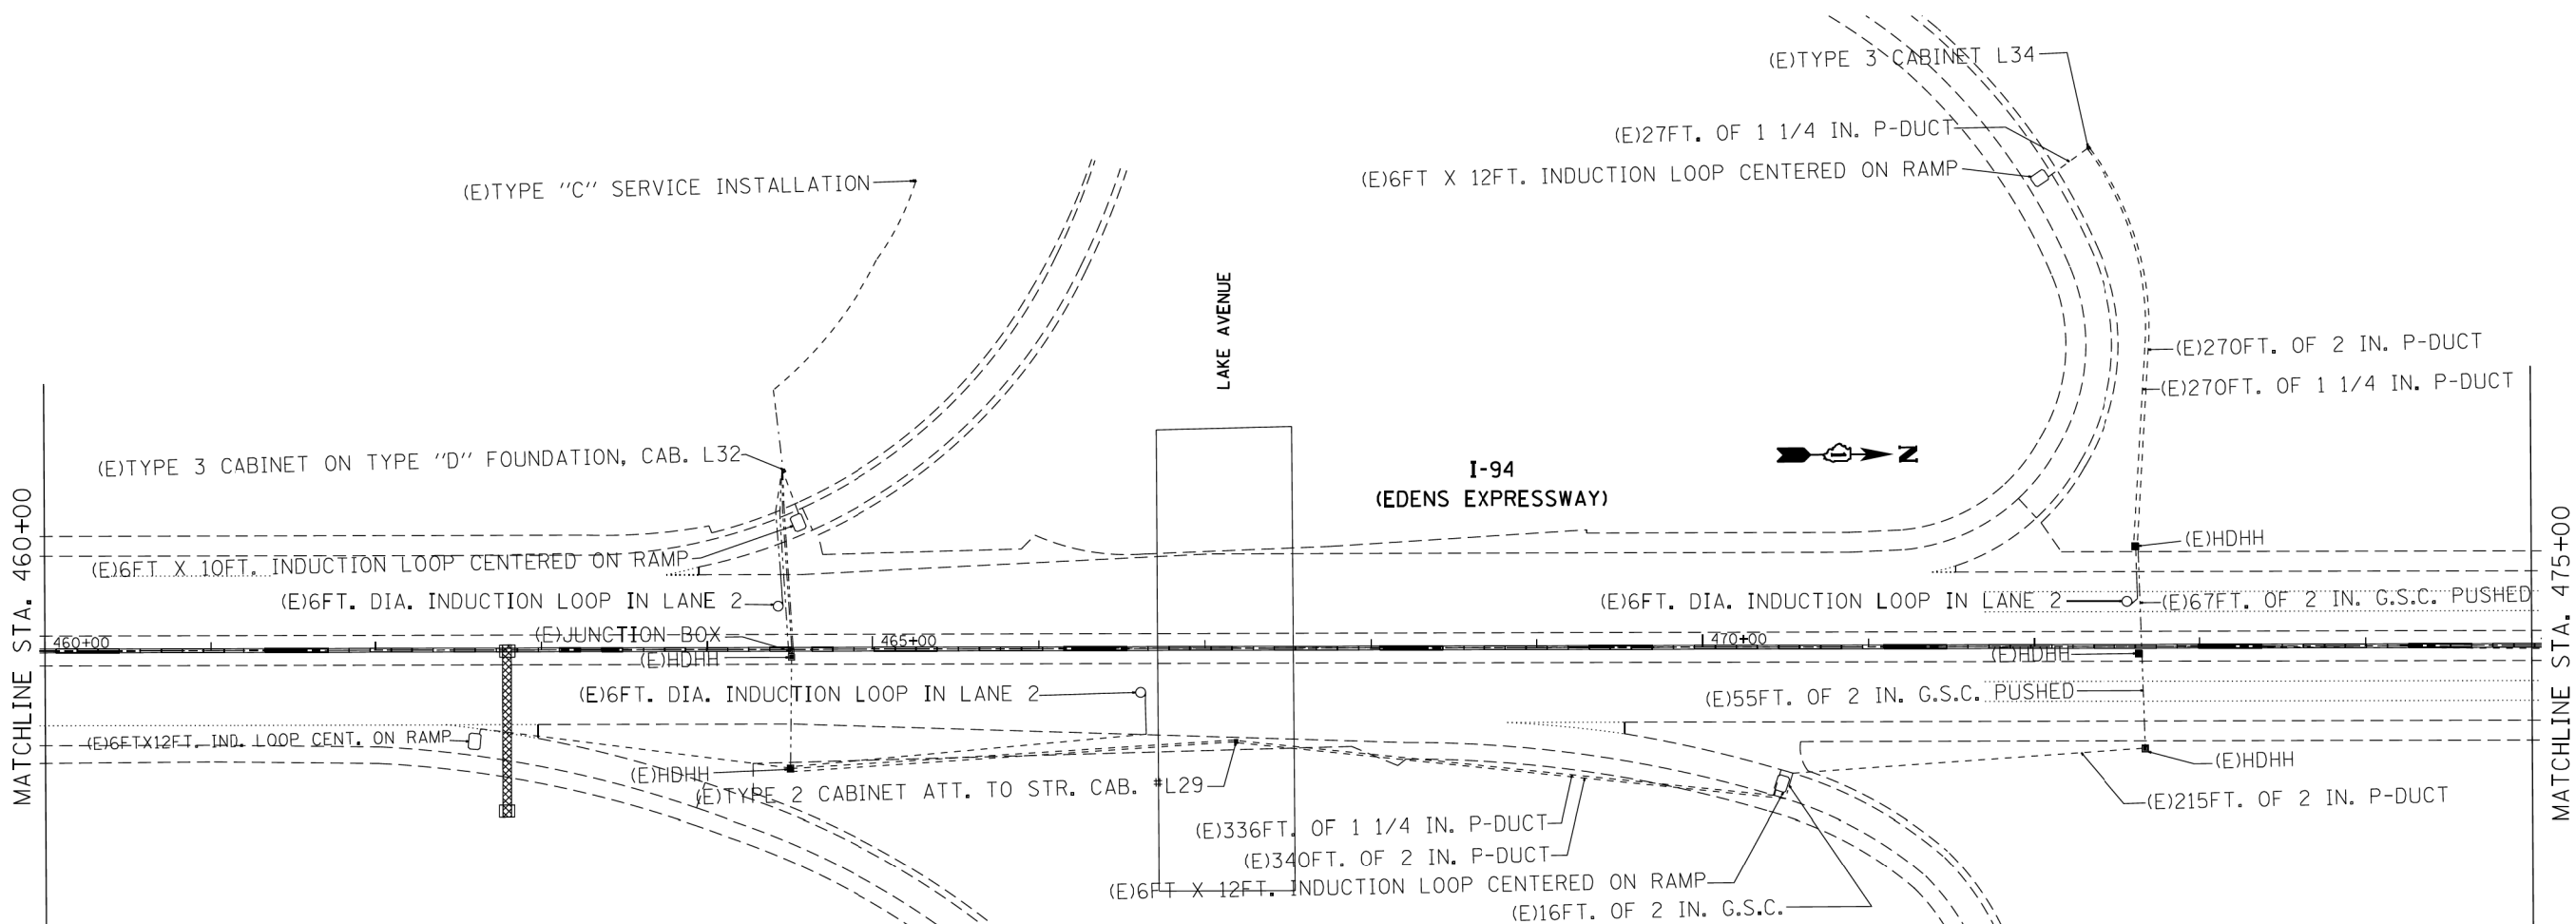 (E)TYPE 3 CABINET L34
(E)27FT. OF 1 1/4 IN. P-DUCT
(E)6FT X 12FT. INDUCTION LOOP CENTERED ON RAMP
(E)TYPE "C" SERVICE INSTALLATION
LAKE AVENUE
(E)270FT. OF 2 IN. P-DUCT
(E)270FT. OF 1 1/4 IN. P-DUCT
(E)TYPE 3 CABINET ON TYPE "D" FOUNDATION, CAB. L32
I-94
(EDENS EXPRESSWAY)
N
MATCHLINE STA. 460+00
MATCHLINE STA. 475+00
(E)HDHH
(E)6FT X 10FT. INDUCTION LOOP CENTERED ON RAMP
(E)6FT. DIA. INDUCTION LOOP IN LANE 2
(E)6FT. DIA. INDUCTION LOOP IN LANE 2
(E)67FT. OF 2 IN. G.S.C. PUSHED
(E)JUNCTION BOX
460+00
465+00
470+00
(E)HDHH
(E)HDHH
(E)6FT. DIA. INDUCTION LOOP IN LANE 2
(E)55FT. OF 2 IN. G.S.C. PUSHED
(E)6FTX12FT. IND. LOOP CENT. ON RAMP
(E)HDHH
(E)HDHH
(E)TYPE 2 CABINET ATT. TO STR. CAB. #L29
(E)215FT. OF 2 IN. P-DUCT
(E)336FT. OF 1 1/4 IN. P-DUCT
(E)340FT. OF 2 IN. P-DUCT
(E)6FT X 12FT. INDUCTION LOOP CENTERED ON RAMP
(E)16FT. OF 2 IN. G.S.C.